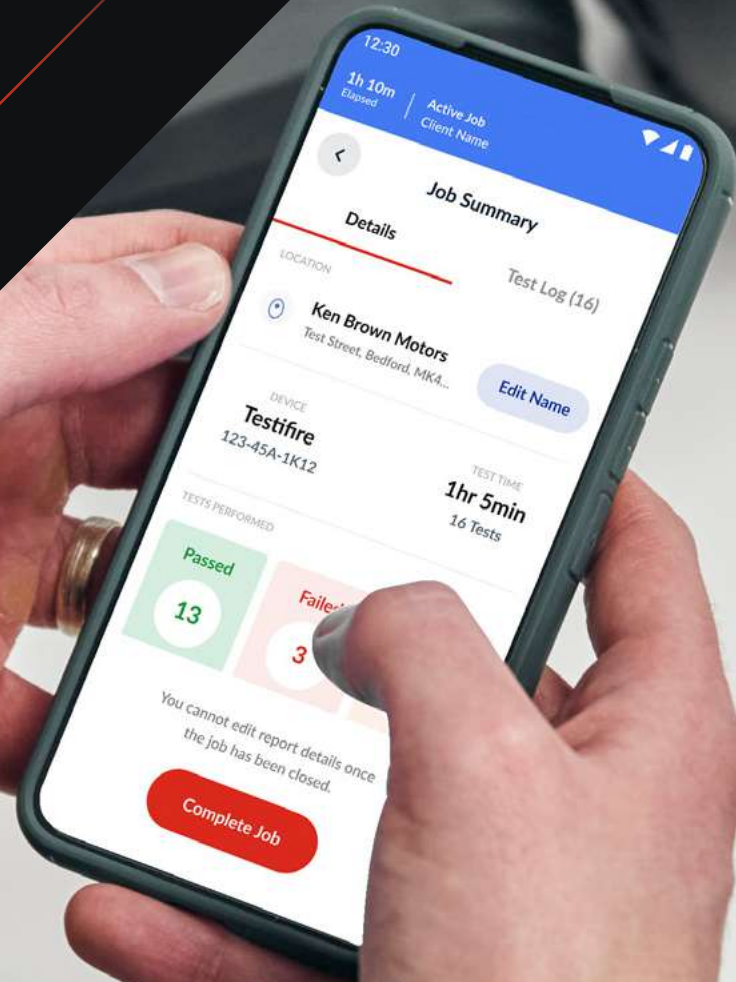 12:30
1h 10m
Elapsed
Active Job
Client Name
Job Summary
Details
Test Log (16)
LOCATION
Ken Brown Motors
Test Street, Bedford, MK4...
Edit Name
DEVICE
Testifire
123-45A-1K12
TEST TIME
1hr 5min
16 Tests
TESTS PERFORMED
Passed
13
Failed
3
You cannot edit report details once
the job has been closed.
Complete Job